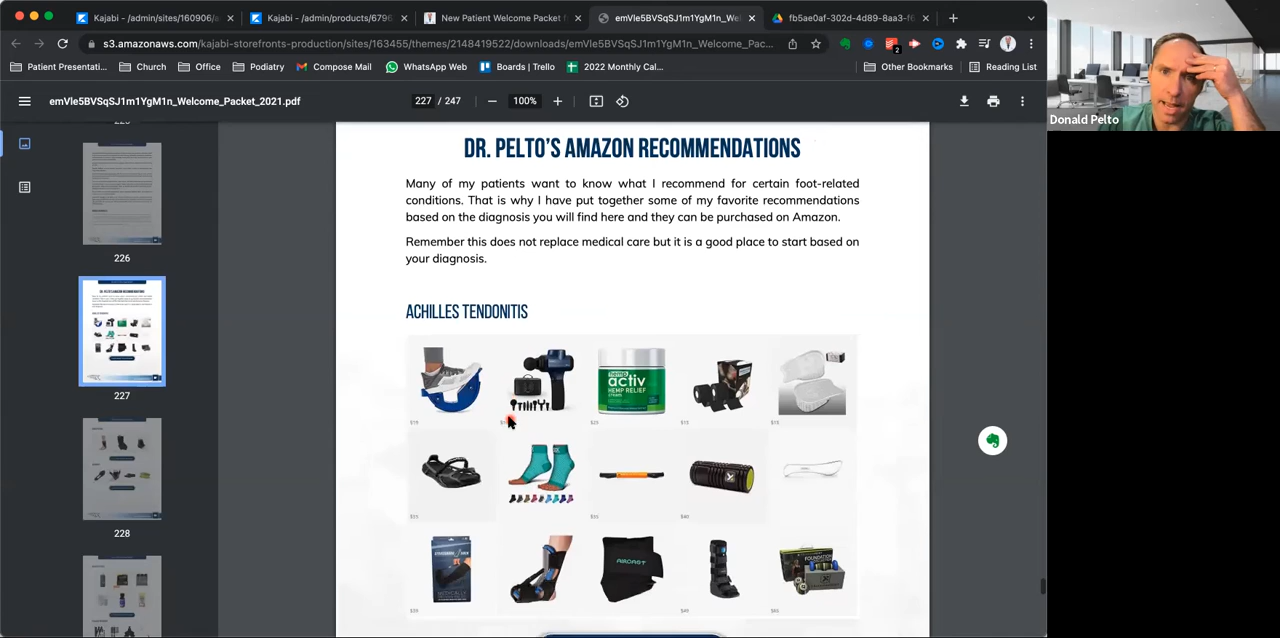 Kajabi - /admin/sites/160906/
Kajabi - /admin/products/679
New Patient Welcome Packet
emVle5BVSqSJ1m1YgM1n_Wel
fb5ae0af-302d-4d89-8aa3-f
s3.amazonaws.com/kajabi-storefronts-production/sites/163455/themes/2148419522/downloads/emVle5BVSqSJ1m1YgM1n_Welcome_Pac...
2
Patient Presentati...
Church
Office
Podiatry
Compose Mail
WhatsApp Web
Boards | Trello
2022 Monthly Cal...
Other Bookmarks
Reading List
emVle5BVSqSJ1m1YgM1n_Welcome_Packet_2021.pdf
227 / 247
100%
Donald Pelto
226
227
228
DR. PELTO'S AMAZON RECOMMENDATIONS
Many of my patients want to know what I recommend for certain foot-related
conditions. That is why I have put together some of my favorite recommendations
based on the diagnosis you will find here and they can be purchased on Amazon.
Remember this does not replace medical care but it is a good place to start based on
your diagnosis.
ACHILLES TENDONITIS
activ
HEMP RELIEF
AIRCAST
FOUNDATION